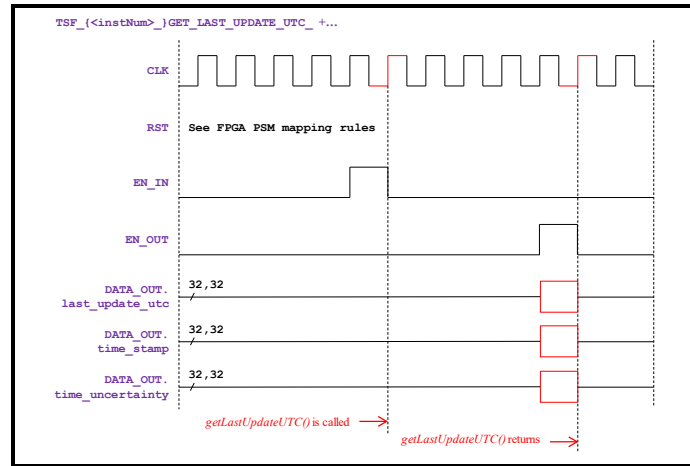 TSF_{<instNum>_}GET_LAST_UPDATE_UTC_ +…
CLK
RST See FPGA PSM mapping rules
EN_IN
EN_OUT
32,32
DATA_OUT.
last_update_utc
32,32
DATA_OUT.
time_stamp
32,32
DATA_OUT.
time_uncertainty
getLastUpdateUTC() is called
getLastUpdateUTC() returns